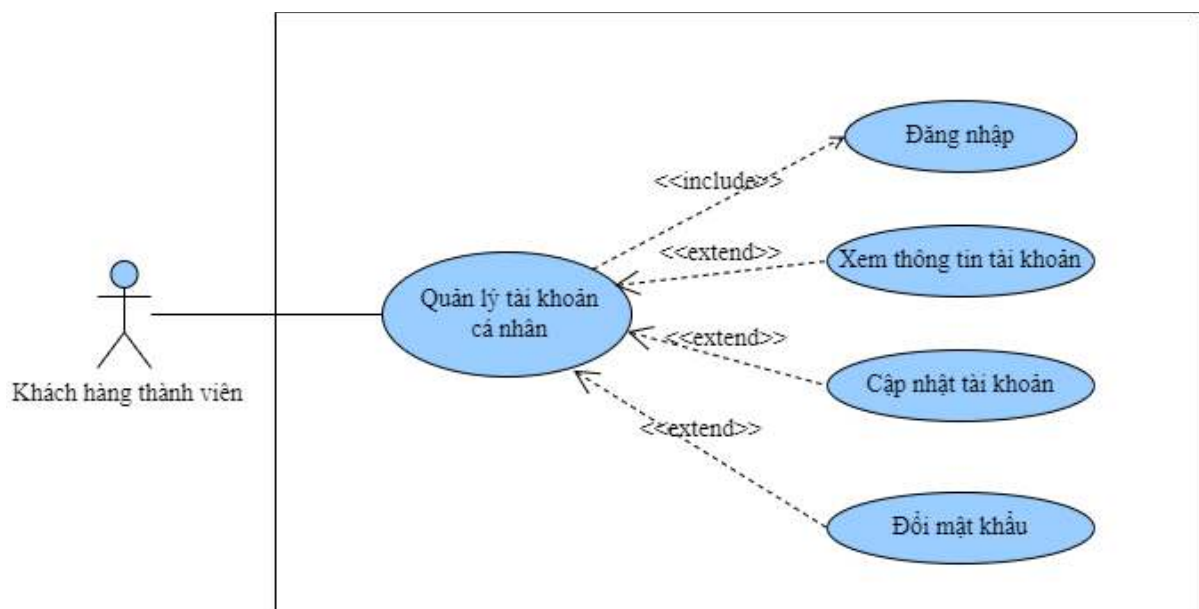 Đăng nhập
<<include>>
<<extend>>
Xem thông tin tài khoản
Quản lý tài khoản
cá nhân
<<extend>>
Khách hàng thành viên
Cập nhật tài khoản
<<extend>>
Đổi mật khẩu